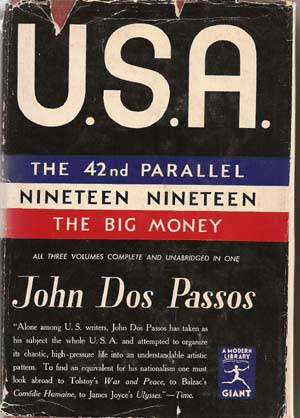 U.S.A.
THE 42nd PARALLEL
NINETEEN NINETEEN
THE BIG MONEY
ALL THREE VOLUMES COMPLETE AND UNABRIDGED IN ONE
John Dos Passos
"Alone among U. S. writers, John Dos Passos has taken as
his subject the whole U. S. A. and attempted to organize
its chaotic, high-pressure life into an understandable artistic
pattern. To find an equivalent for his nationalism one must
look abroad to Tolstoy's War and Peace, to Balzac's
Comédie Humaine, to James Joyce's Ulysses." —Time.
A MODERN
LIBRARY
GIANT